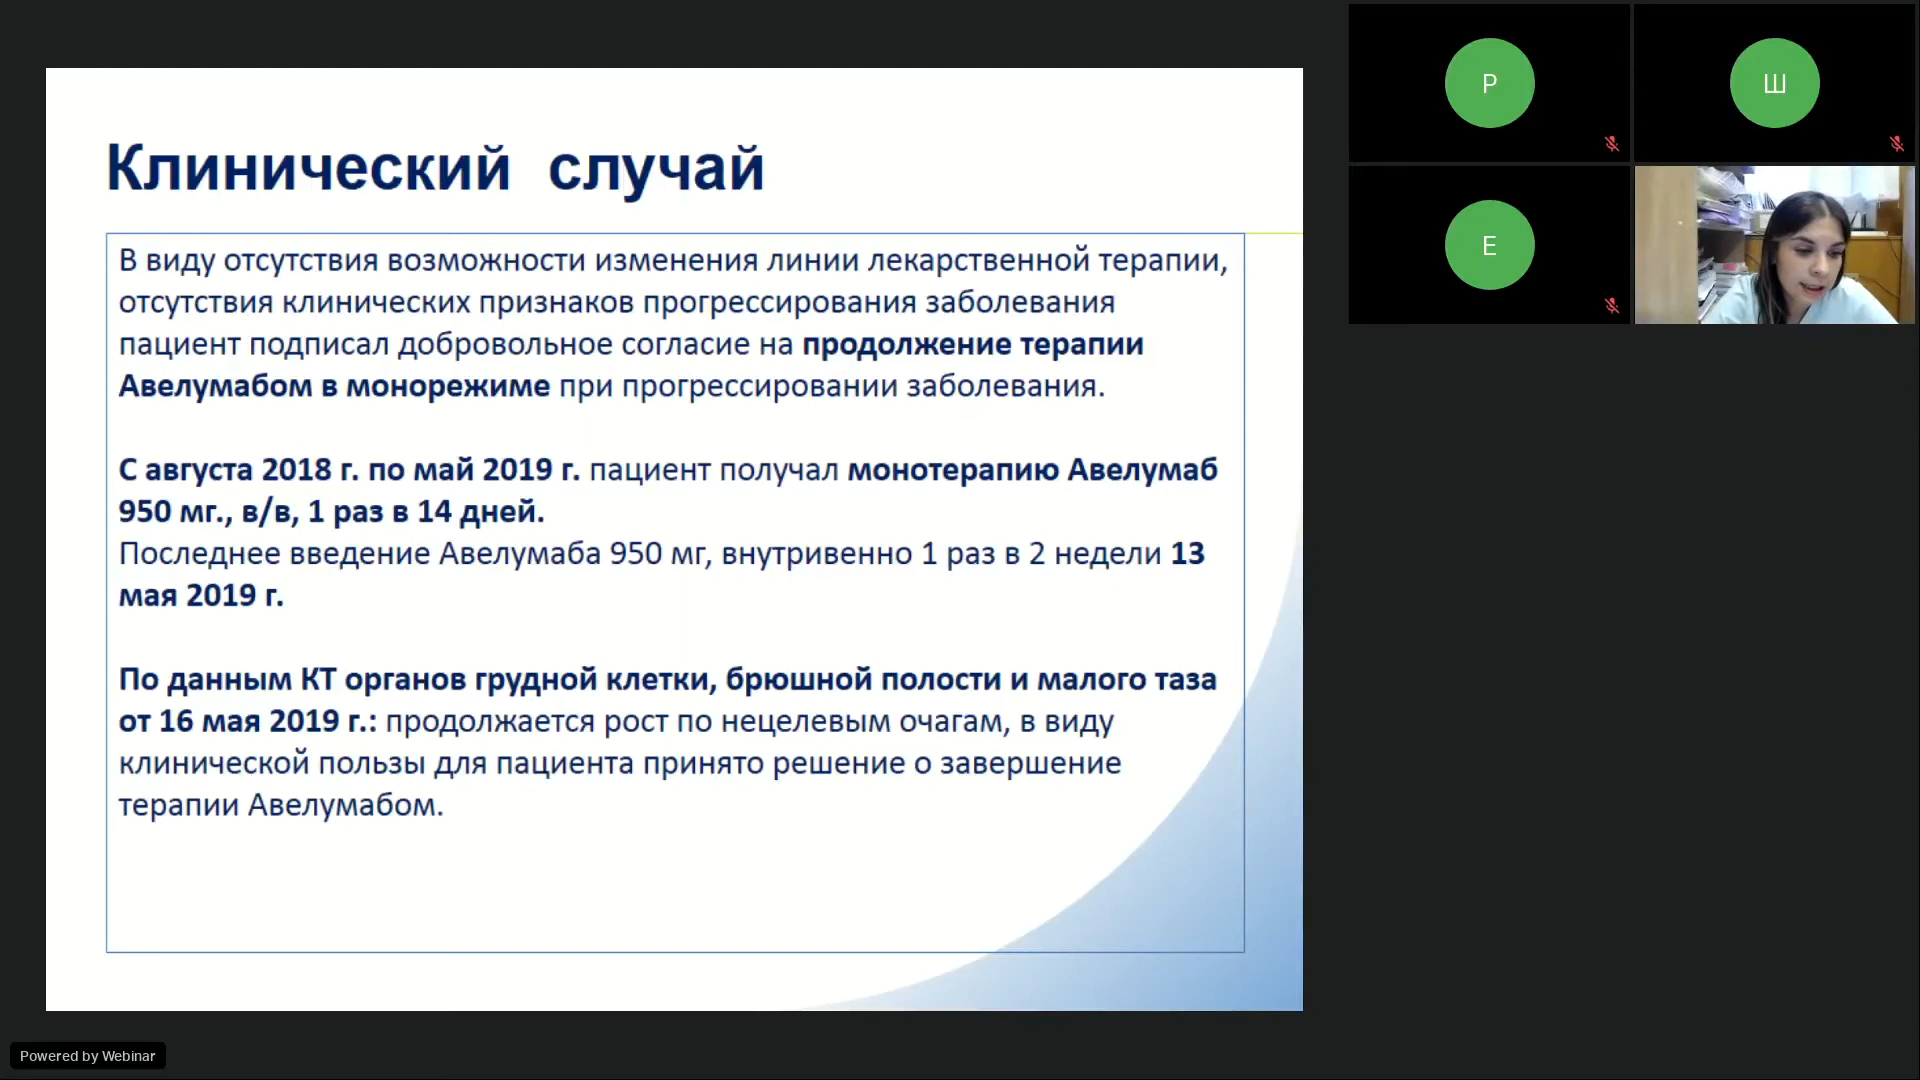 Клинический случай
В виду отсутствия возможности изменения линии лекарственной терапии,
отсутствия клинических признаков прогрессирования заболевания
пациент подписал добровольное согласие на продолжение терапии
Авелумабом в монорежиме при прогрессировании заболевания.
С августа 2018 г. по май 2019 г. пациент получал монотерапию Авелумаб
950 мг., в/в, 1 раз в 14 дней.
Последнее введение Авелумаба 950 мг, внутривенно 1 раз в 2 недели 13
мая 2019 г.
По данным КТ органов грудной клетки, брюшной полости и малого таза
от 16 мая 2019 г.: продолжается рост по нецелевым очагам, в виду
клинической пользы для пациента принято решение о завершение
терапии Авелумабом.
Р
Ш
Е
Powered by Webinar